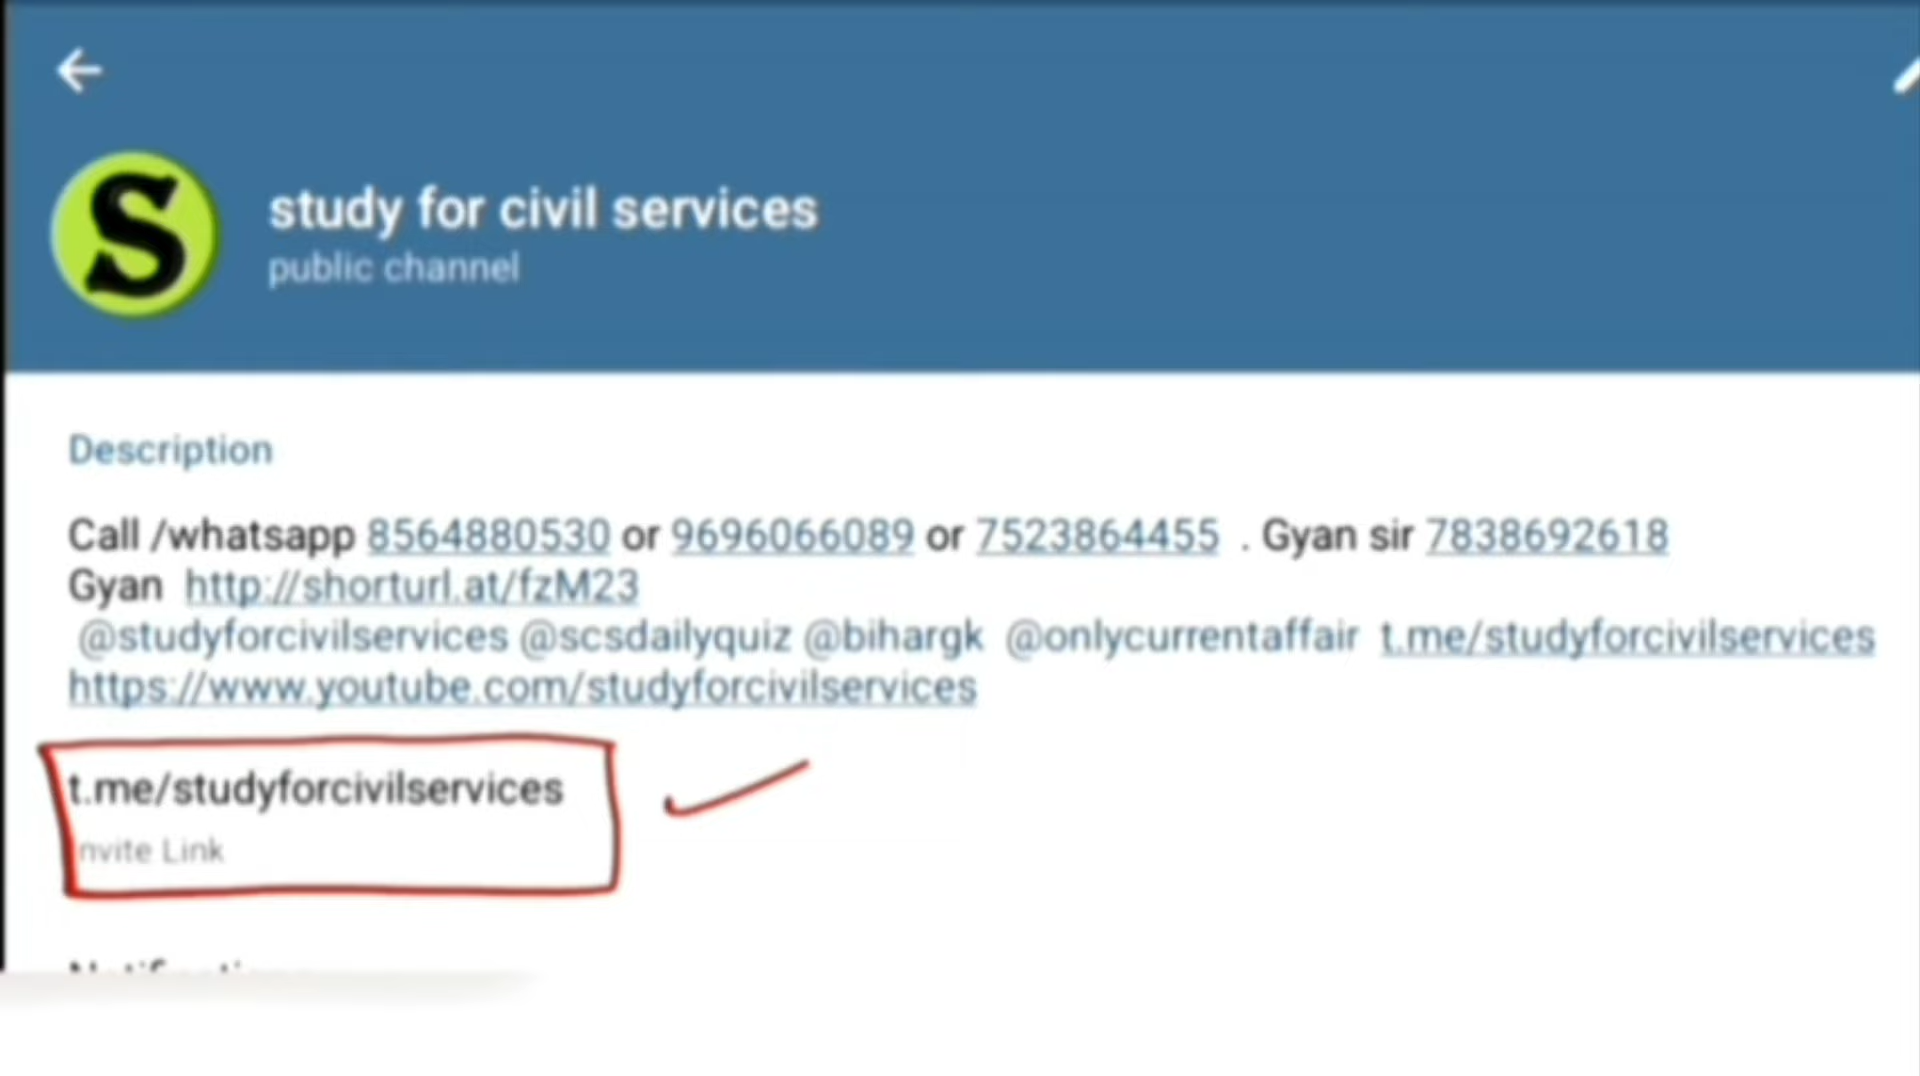 S
study for civil services
public channel
Description
Call /whatsapp 8564880530 or 9696066089 or 7523864455 . Gyan sir 7838692618
Gyan http://shorturl.at/fzM23
@studyforcivilservices @scsdailyquiz @bihargk @onlycurrentaffair t.me/studyforcivilservices
https://www.youtube.com/studyforcivilservices
t.me/studyforcivilservices
nvite Link